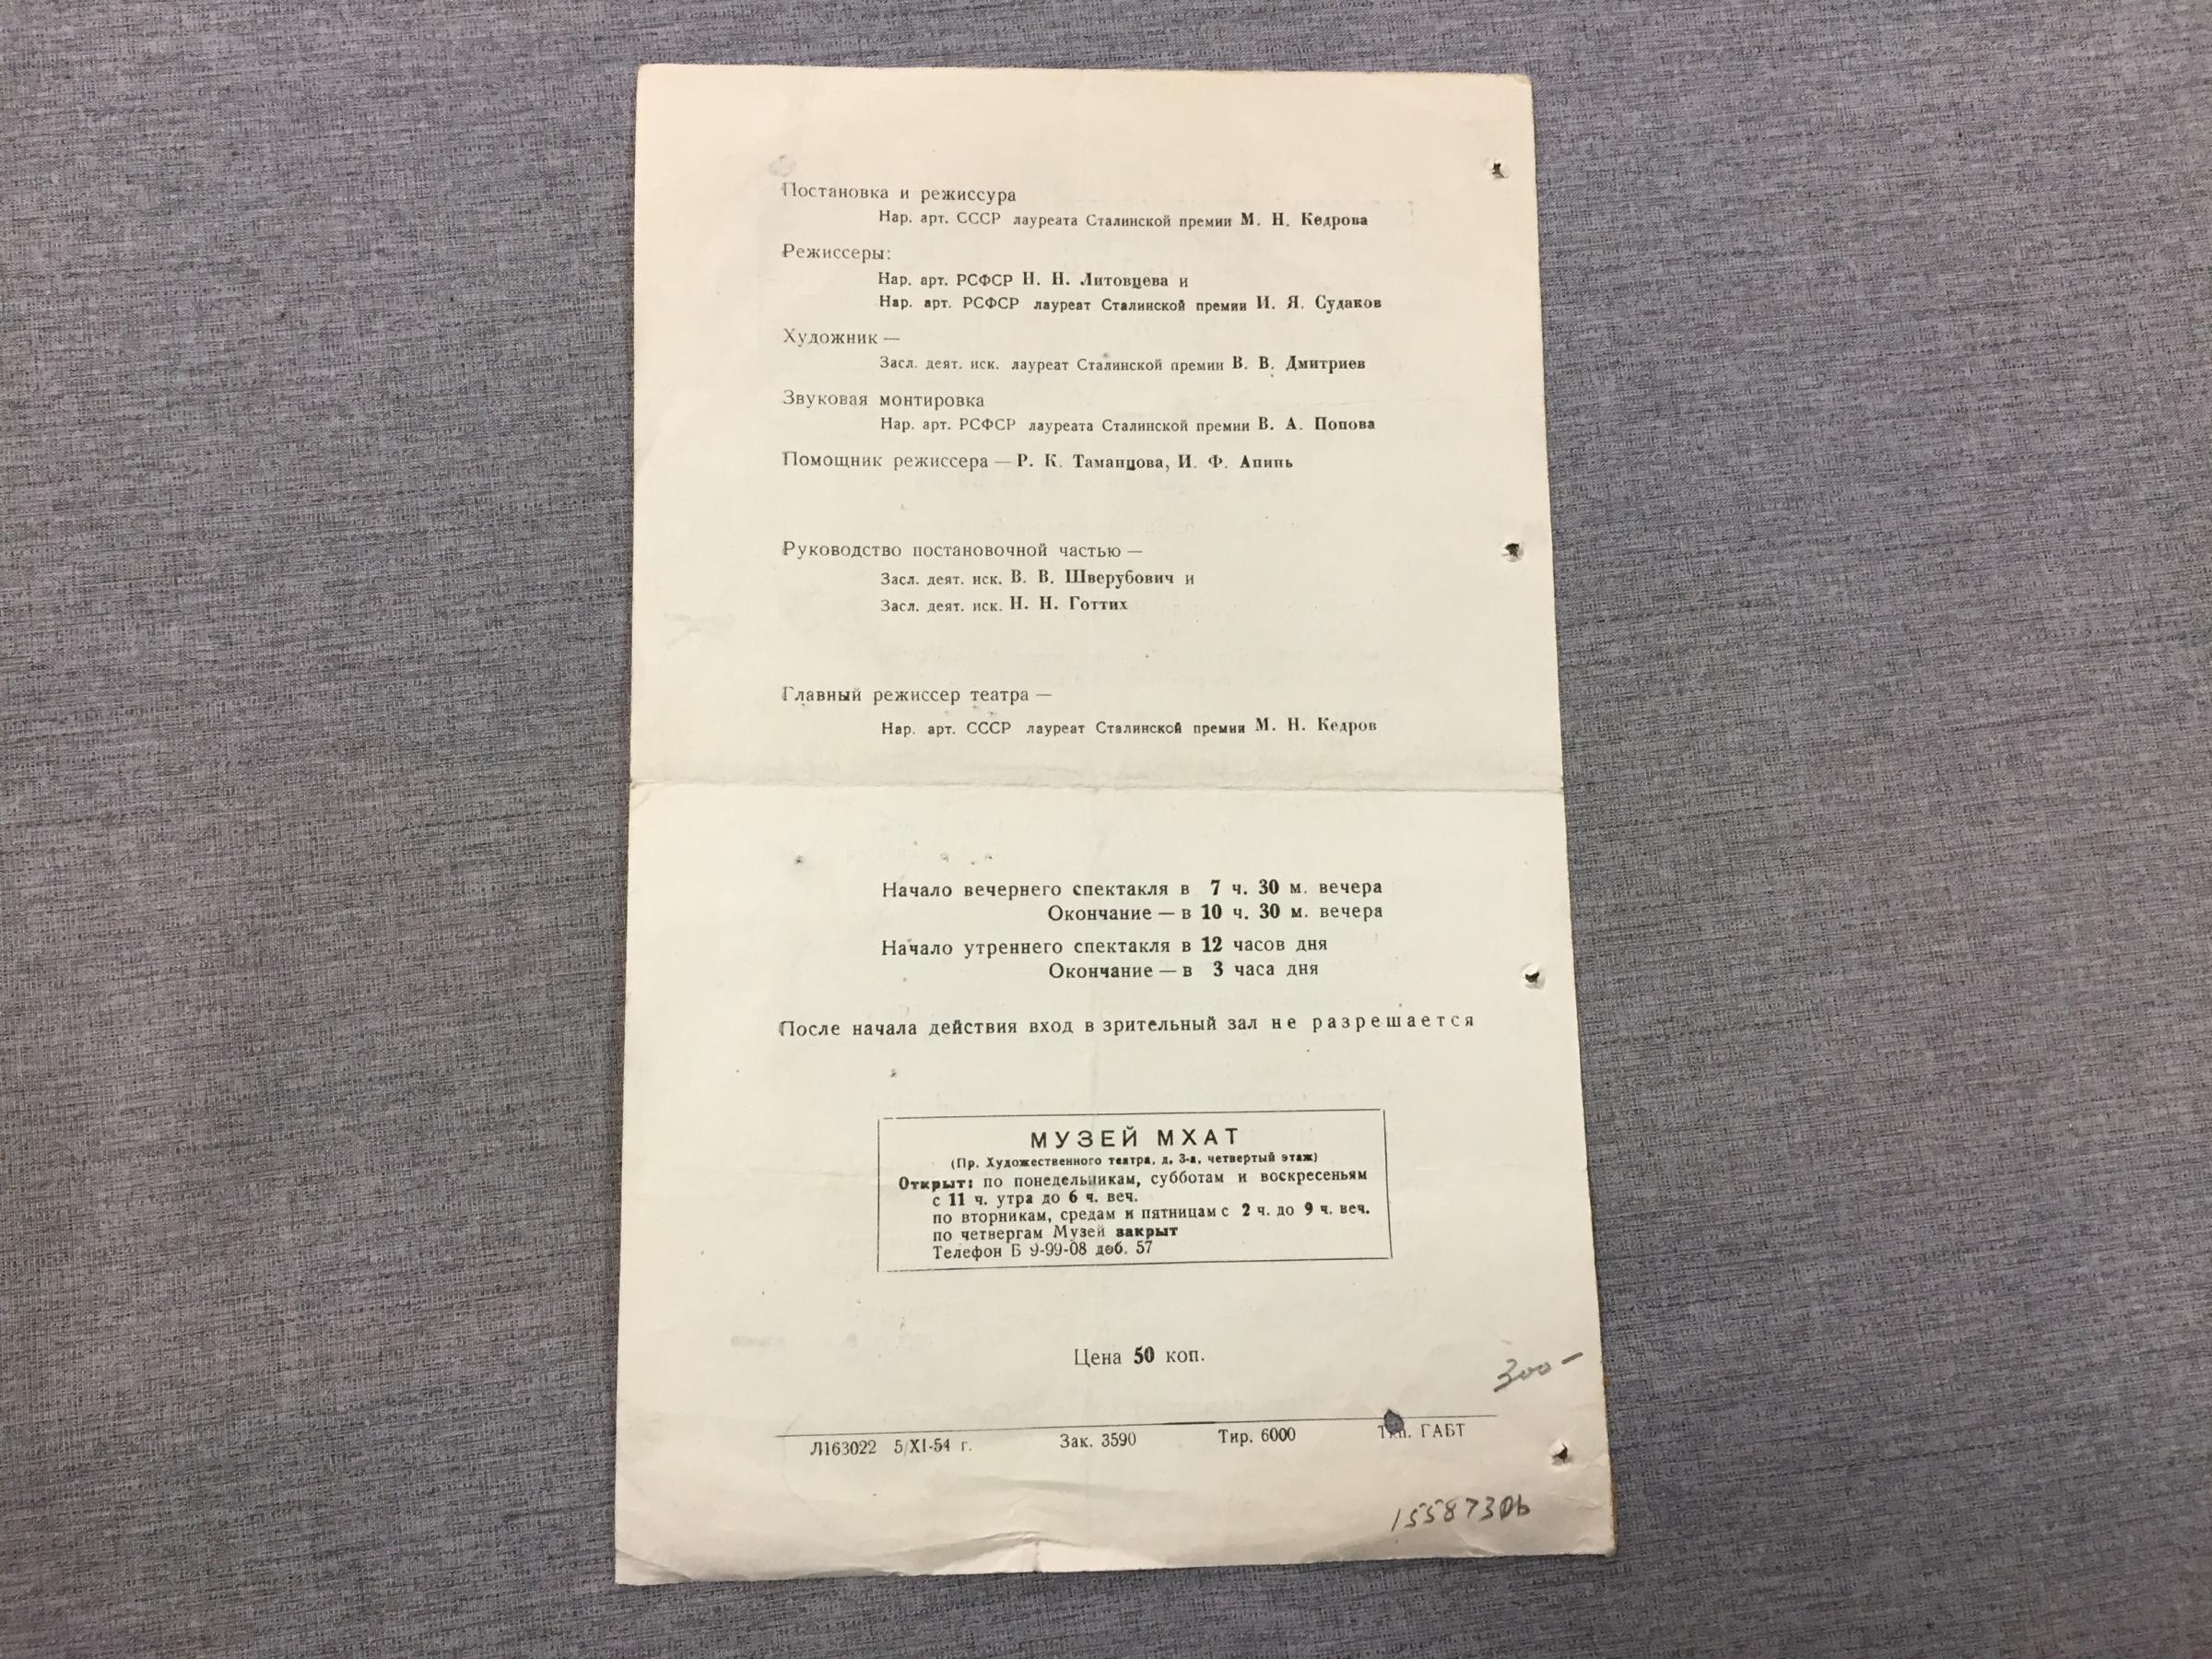 Постановка и режиссура
Нар. арт. СССР лауреата Сталинской премии М. Н. Кедрова
Режиссеры:
Нар. арт. РСФСР Н. Н. Литовцева и
Нар. арт. РСФСР лауреат Сталинской премии И. Я. Судаков
Художник —
Засл. деят. иск. лауреат Сталинской премии В. В. Дмитриев
Звуковая монтировка
Нар. арт. РСФСР лауреата Сталинской премии В. А. Попова
Помощник режиссера — Р. К. Таманцова, И. Ф. Апинь
Руководство постановочной частью —
Засл. деят. иск. В. В. Шверубович и
Засл. деят. иск. Н. Н. Готтих
Главный режиссер театра —
Нар. арт. СССР лауреат Сталинской премии М. Н. Кедров
Начало вечернего спектакля в 7 ч. 30 м. вечера
Окончание — в 10 ч. 30 м. вечера
Начало утреннего спектакля в 12 часов дня
Окончание — в 3 часа дня
После начала действия вход в зрительный зал не разрешается
МУЗЕЙ МХАТ
(Пр. Художественного театра, д. 3-а, четвертый этаж)
Открыт: по понедельникам, субботам и воскресеньям
с 11 ч. утра до 6 ч. веч.
по вторникам, средам и пятницам с 2 ч. до 9 ч. веч.
по четвергам Музей закрыт
Телефон Б 9-99-08 доб. 57
Цена 50 коп.
300-
Л163022 5/XI-54 г. Зак. 3590 Тир. 6000 Тип. ГАБТ
155873